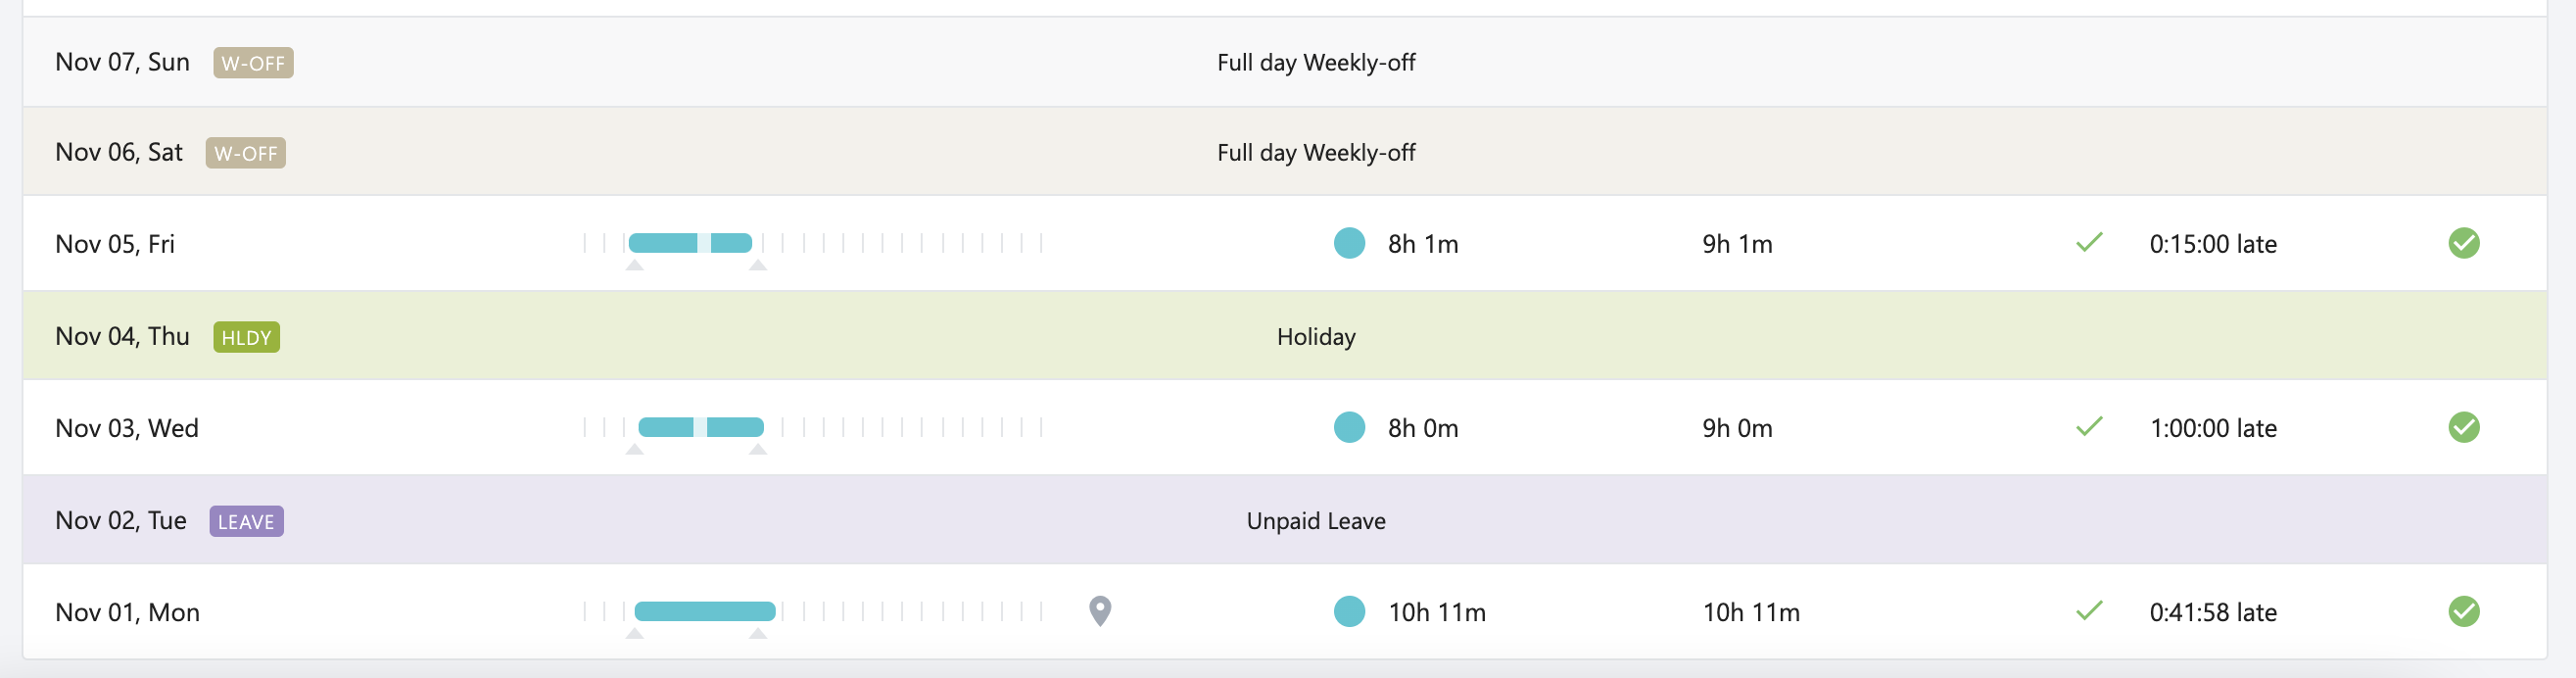 Nov 07, Sun W-OFF Full day Weekly-off
Nov 06, Sat W-OFF Full day Weekly-off
Nov 05, Fri 8h 1m 9h 1m 0:15:00 late
Nov 04, Thu HLDY Holiday
Nov 03, Wed 8h 0m 9h 0m 1:00:00 late
Nov 02, Tue LEAVE Unpaid Leave
Nov 01, Mon 10h 11m 10h 11m 0:41:58 late